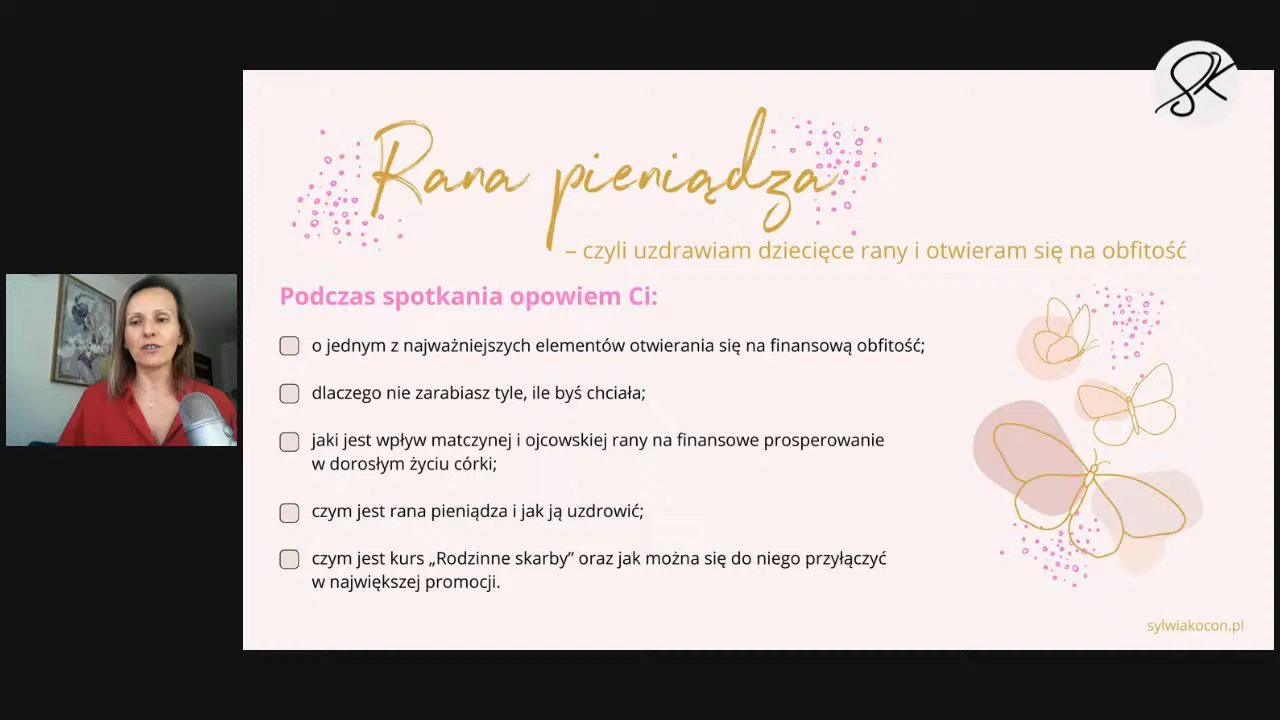 SK
Rana pieniądza
– czyli uzdrawiam dziecięce rany i otwieram się na obfitość
Podczas spotkania opowiem Ci:
o jednym z najważniejszych elementów otwierania się na finansową obfitość;
dlaczego nie zarabiasz tyle, ile byś chciała;
jaki jest wpływ matczynej i ojcowskiej rany na finansowe prosperowanie
w dorosłym życiu córki;
czym jest rana pieniądza i jak ją uzdrowić;
czym jest kurs „Rodzinne skarby” oraz jak można się do niego przyłączyć
w największej promocji.
sylwiakocon.pl